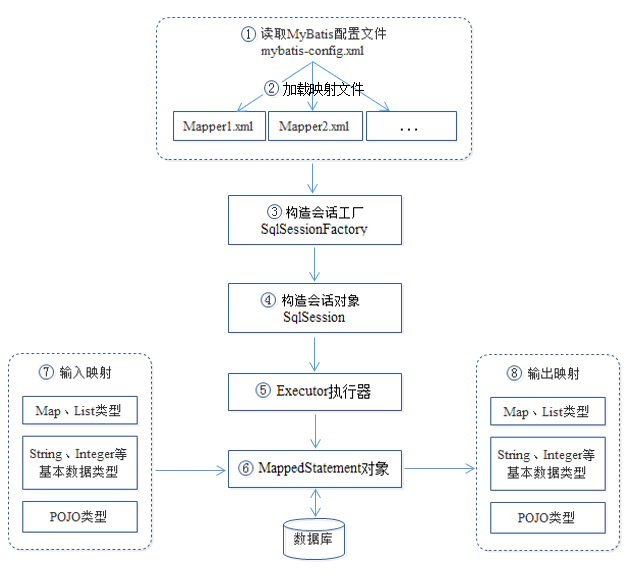 ① 读取MyBatis配置文件
mybatis-config.xml
② 加载映射文件
Mapper1.xml
Mapper2.xml
...
③ 构造会话工厂
SqlSessionFactory
④ 构造会话对象
SqlSession
⑤ Executor执行器
⑦ 输入映射
Map、List类型
String、Integer等
基本数据类型
POJO类型
⑥ MappedStatement对象
⑧ 输出映射
Map、List类型
String、Integer等
基本数据类型
POJO类型
数据库